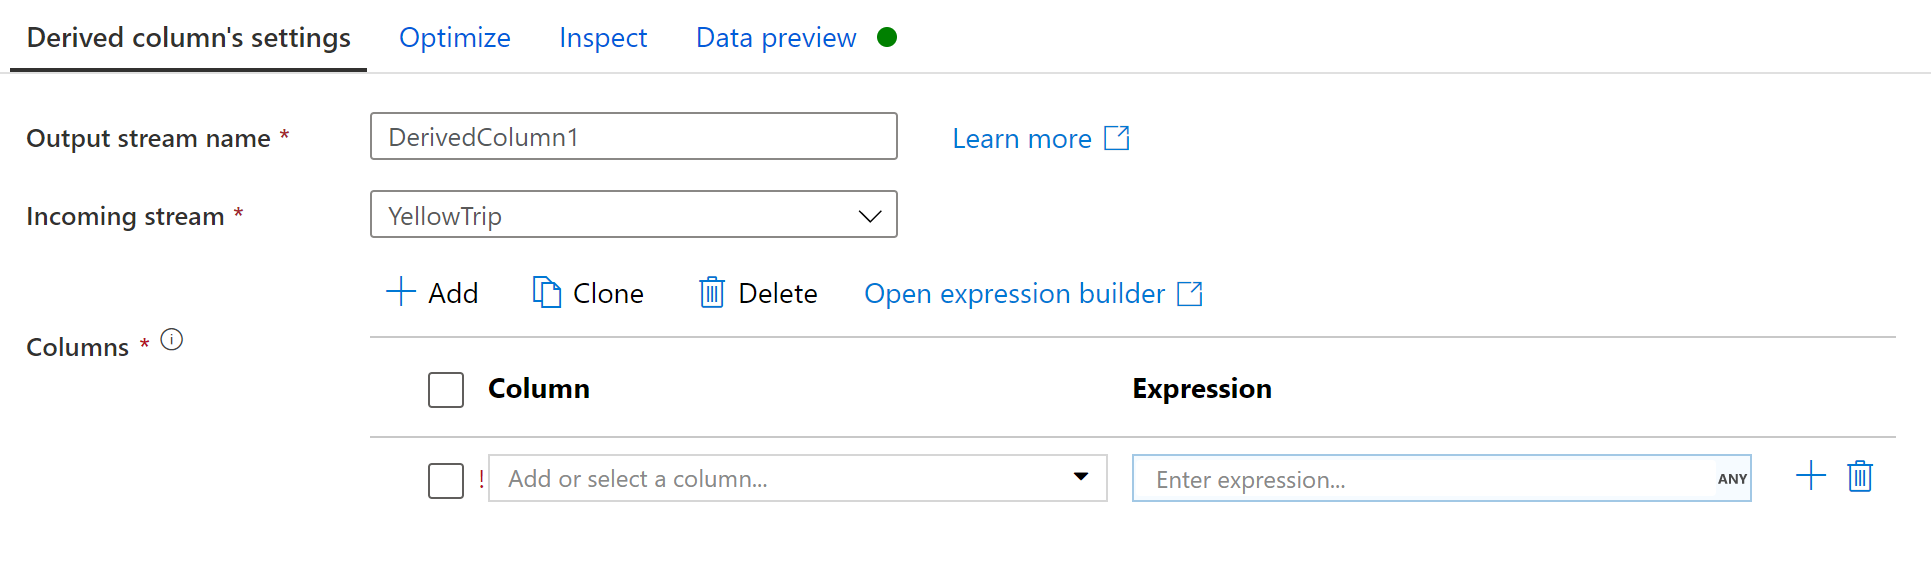 Derived column's settings Optimize Inspect Data preview
Output stream name * DerivedColumn1 Learn more
Incoming stream * YellowTrip
Add Clone Delete Open expression builder
Columns * i
Column Expression
! Add or select a column... Enter expression... ANY